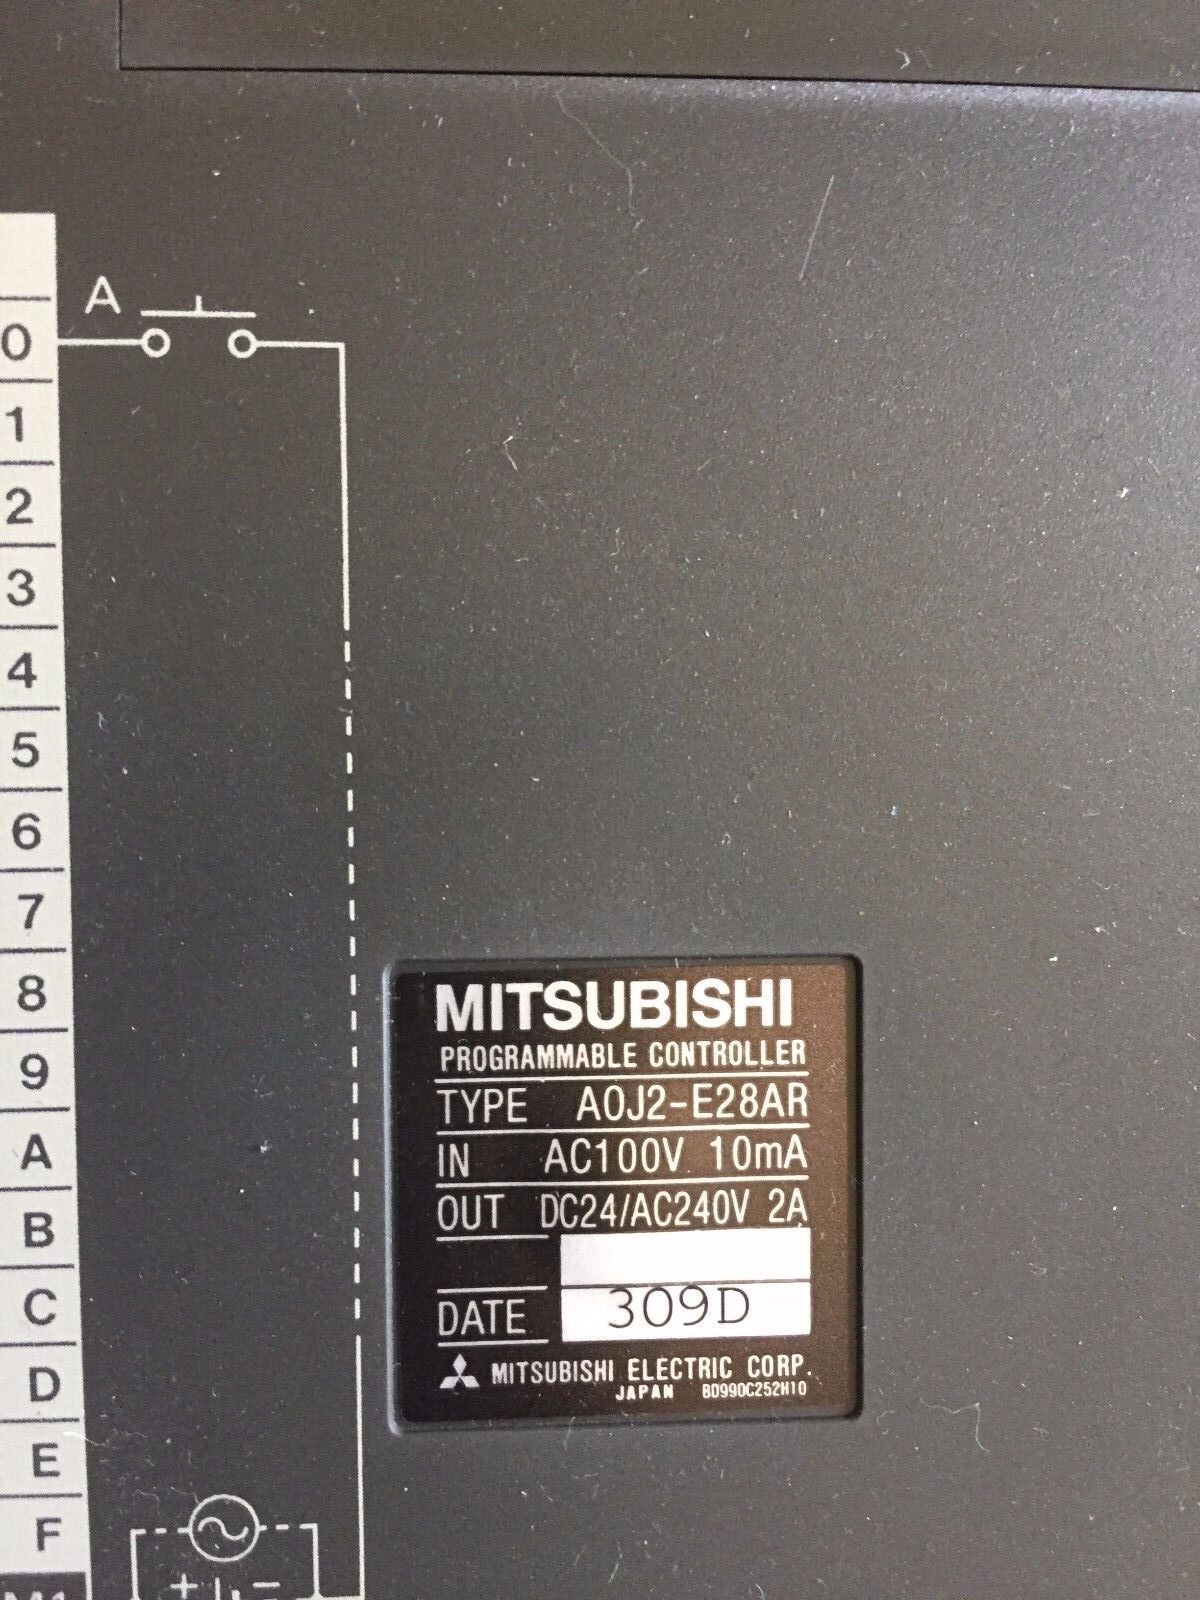 A
0
1
2
3
4
5
6
7
8
9
A
B
C
D
E
F
+ −
MITSUBISHI
PROGRAMMABLE CONTROLLER
TYPE A0J2-E28AR
IN AC100V 10mA
OUT DC24/AC240V 2A
DATE 309D
MITSUBISHI ELECTRIC CORP.
JAPAN BD990C252H10